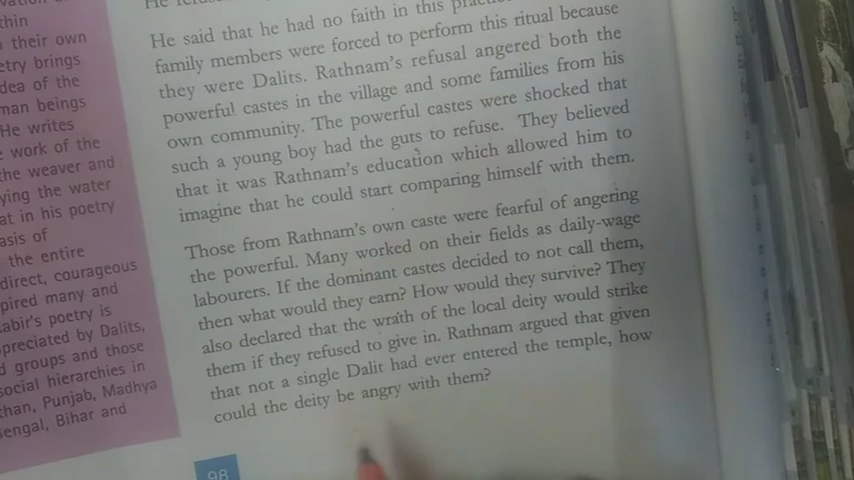 thin
their own
etry brings
dea of the
man beings
He writes
work of the
the weaver and
ying the water
at in his poetry
asis of
the entire
direct, courageous
pired many and
abir's poetry is
preciated by Dalits,
d groups and those
social hierarchies in
than, Punjab, Madhya
engal, Bihar and
He said that he had no faith in this
family members were forced to perform this ritual because
they were Dalits. Rathnam's refusal angered both the
powerful castes in the village and some families from his
own community. The powerful castes were shocked that
such a young boy had the guts to refuse. They believed
that it was Rathnam's education which allowed him to
imagine that he could start comparing himself with them.
Those from Rathnam's own caste were fearful of angering
the powerful. Many worked on their fields as daily-wage
labourers. If the dominant castes decided to not call them,
then what would they earn? How would they survive? They
also declared that the wrath of the local deity would strike
them if they refused to give in. Rathnam argued that given
that not a single Dalit had ever entered the temple, how
could the deity be angry with them?
98